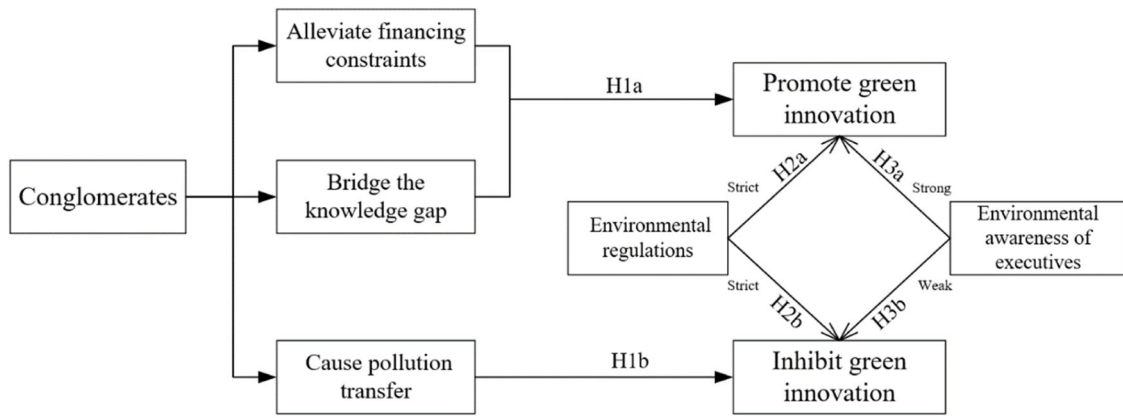 Alleviate financing
constraints
H1a
Promote green
innovation
Conglomerates
Bridge the
knowledge gap
H2a
H3a
Strict
Strong
Environmental
regulations
Environmental
awareness of
executives
Strict
Weak
H2b
H3b
Cause pollution
transfer
H1b
Inhibit green
innovation